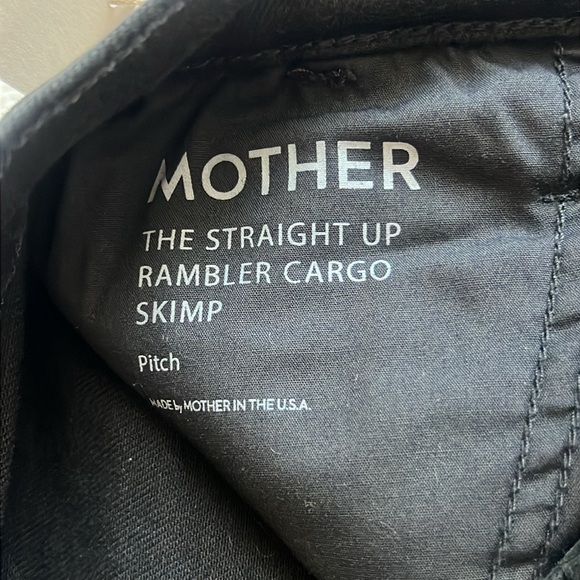 MOTHER
THE STRAIGHT UP
RAMBLER CARGO
SKIMP
Pitch
MADE by MOTHER IN THE U.S.A.